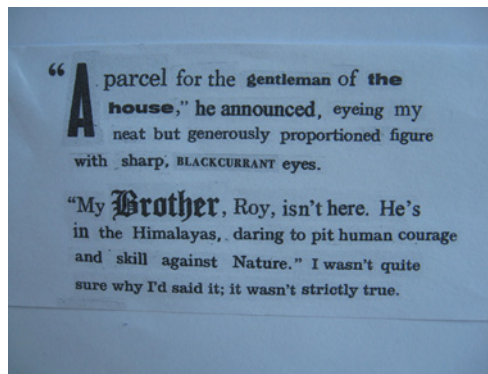 “A parcel for the gentleman of the
house,” he announced, eyeing my
neat but generously proportioned figure
with sharp, BLACKCURRANT eyes.
“My Brother, Roy, isn't here. He's
in the Himalayas, daring to pit human courage
and skill against Nature.” I wasn't quite
sure why I'd said it; it wasn't strictly true.